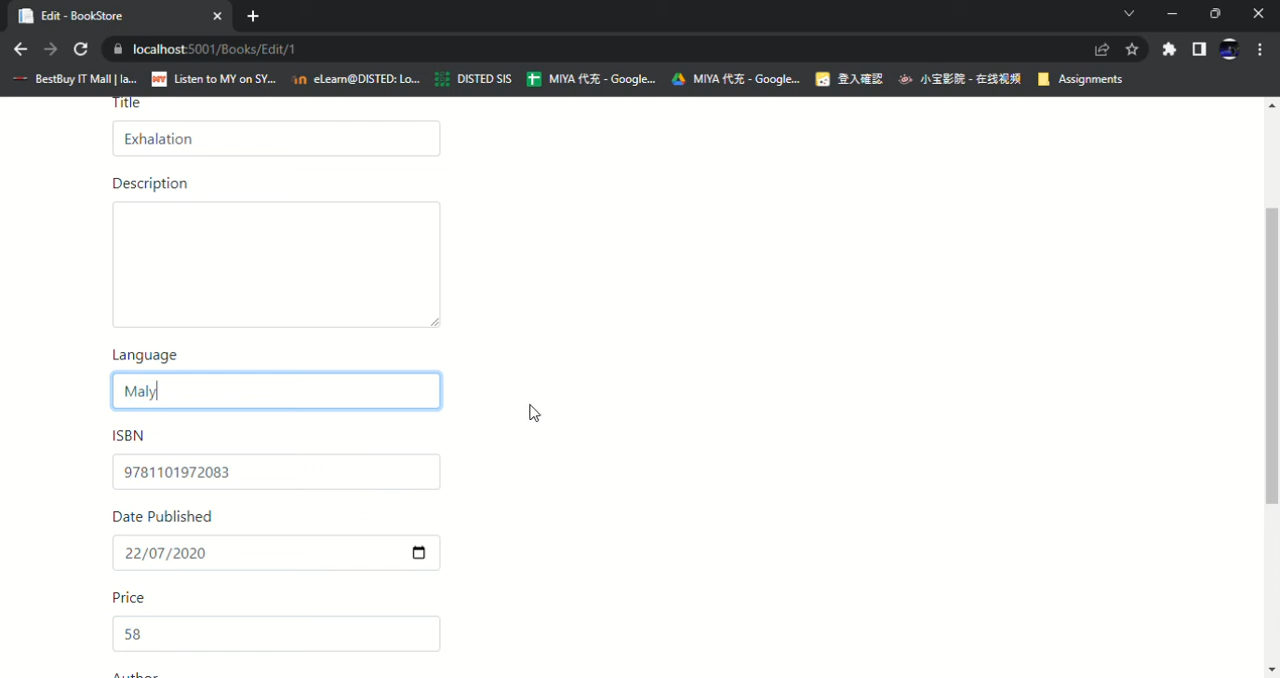 Edit - BookStore
localhost:5001/Books/Edit/1
BestBuy IT Mall | la... Listen to MY on SY... eLearn@DISTED: Lo... DISTED SIS MIYA 代充 - Google... MIYA 代充 - Google... 登入確認 小宝影院 - 在线视频 Assignments
Title
Exhalation
Description
Language
Maly
ISBN
9781101972083
Date Published
22/07/2020
Price
58
Author